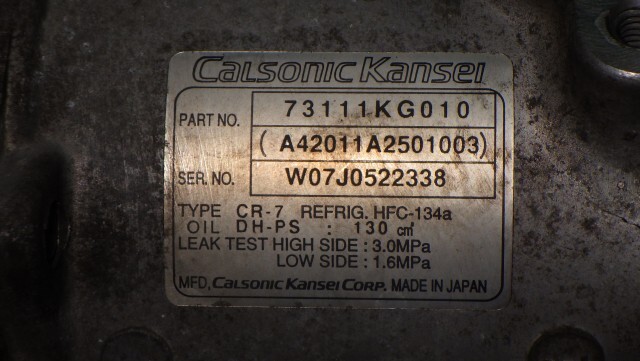 Calsonic Kansei
PART NO. 73111KG010
(A42011A2501003)
SER. NO. W07J0522338
TYPE CR-7 REFRIG. HFC-134a
OIL DH-PS : 130 cm³
LEAK TEST HIGH SIDE : 3.0MPa
LOW SIDE : 1.6MPa
MFD, CALSONIC KANSEI CORP. MADE IN JAPAN